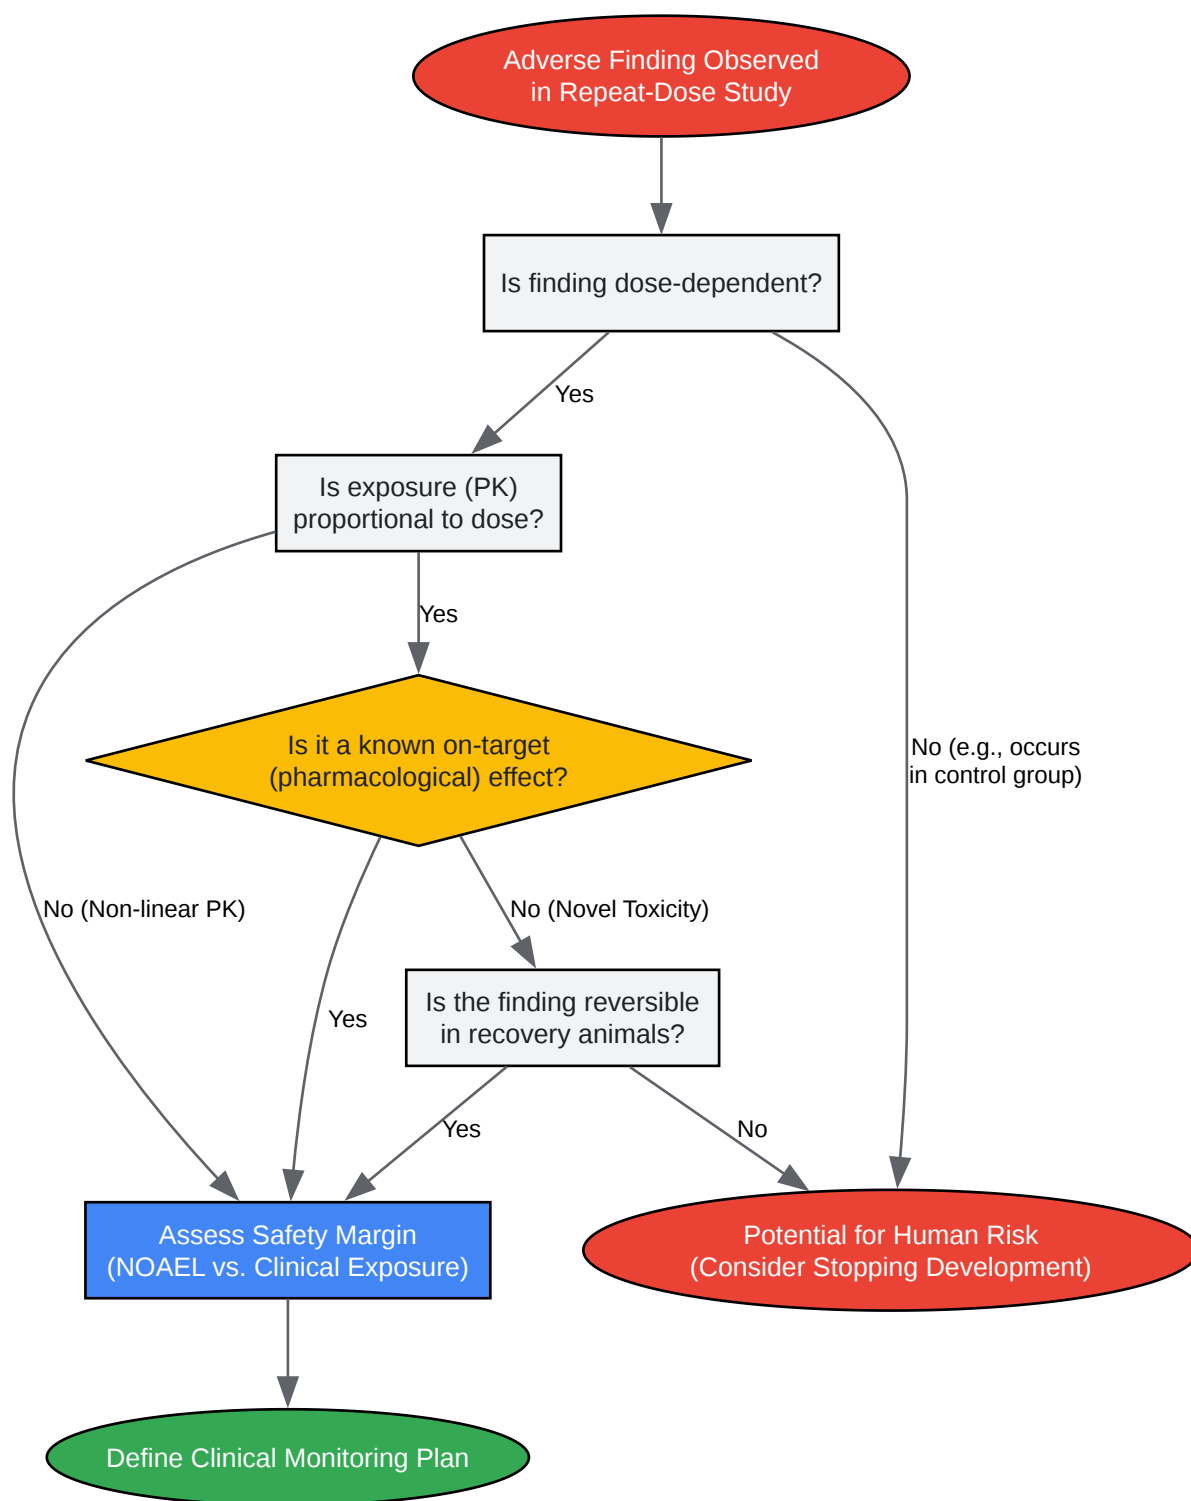 Adverse Finding Observed
in Repeat-Dose Study
Is finding dose-dependent?
Yes
Is exposure (PK)
proportional to dose?
Yes
Is it a known on-target
(pharmacological) effect?
No (e.g., occurs
in control group)
No (Non-linear PK)
No (Novel Toxicity)
Is the finding reversible
in recovery animals?
Yes
Yes
No
Assess Safety Margin
(NOAEL vs. Clinical Exposure)
Potential for Human Risk
(Consider Stopping Development)
Define Clinical Monitoring Plan